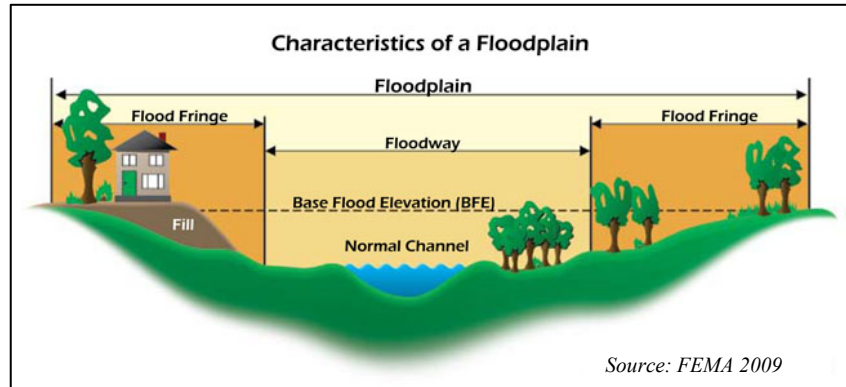 Characteristics of a Floodplain
Floodplain
Flood Fringe
Flood Fringe
Floodway
Base Flood Elevation (BFE)
Fill
Normal Channel
Source: FEMA 2009